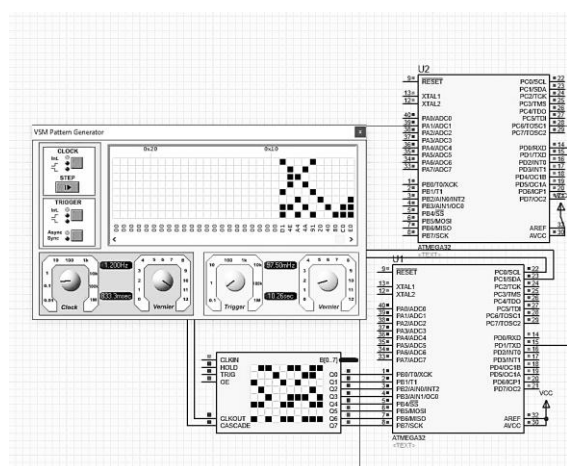 U2
RESET
XTAL1
XTAL2
PA0/ADC0
PA1/ADC1
PA2/ADC2
PA3/ADC3
PA4/ADC4
PA5/ADC5
PA6/ADC6
PA7/ADC7
PB0/T0/XCK
PB1/T1
PB2/AIN0/INT2
PB3/AIN1/OC0
PB4/SS
PB5/MOSI
PB6/MISO
PB7/SCK
PC0/SCL
PC1/SDA
PC2/TCK
PC3/TMS
PC4/TDO
PC5/TDI
PC6/TOSC1
PC7/TOSC2
PD0/RXD
PD1/TXD
PD2/INT0
PD3/INT1
PD4/OC1B
PD5/OC1A
PD6/ICP1
PD7/OC2
AREF
AVCC
ATMEGA32
<TEXT>
VSM Pattern Generator
CLOCK
Int.
STEP
TRIGGER
Int.
Async
Sync
0x20
0x10
1.200Hz
833.3msec
Clock
Vernier
97.50mHz
10.26sec
Trigger
Vernier
U1
RESET
XTAL1
XTAL2
PA0/ADC0
PA1/ADC1
PA2/ADC2
PA3/ADC3
PA4/ADC4
PA5/ADC5
PA6/ADC6
PA7/ADC7
PB0/T0/XCK
PB1/T1
PB2/AIN0/INT2
PB3/AIN1/OC0
PB4/SS
PB5/MOSI
PB6/MISO
PB7/SCK
PC0/SCL
PC1/SDA
PC2/TCK
PC3/TMS
PC4/TDO
PC5/TDI
PC6/TOSC1
PC7/TOSC2
PD0/RXD
PD1/TXD
PD2/INT0
PD3/INT1
PD4/OC1B
PD5/OC1A
PD6/ICP1
PD7/OC2
VCC
AREF
AVCC
ATMEGA32
<TEXT>
CLKIN
HOLD
TRIG
OE
CLKOUT
CASCADE
B[0..7]
Q0
Q1
Q2
Q3
Q4
Q5
Q6
Q7